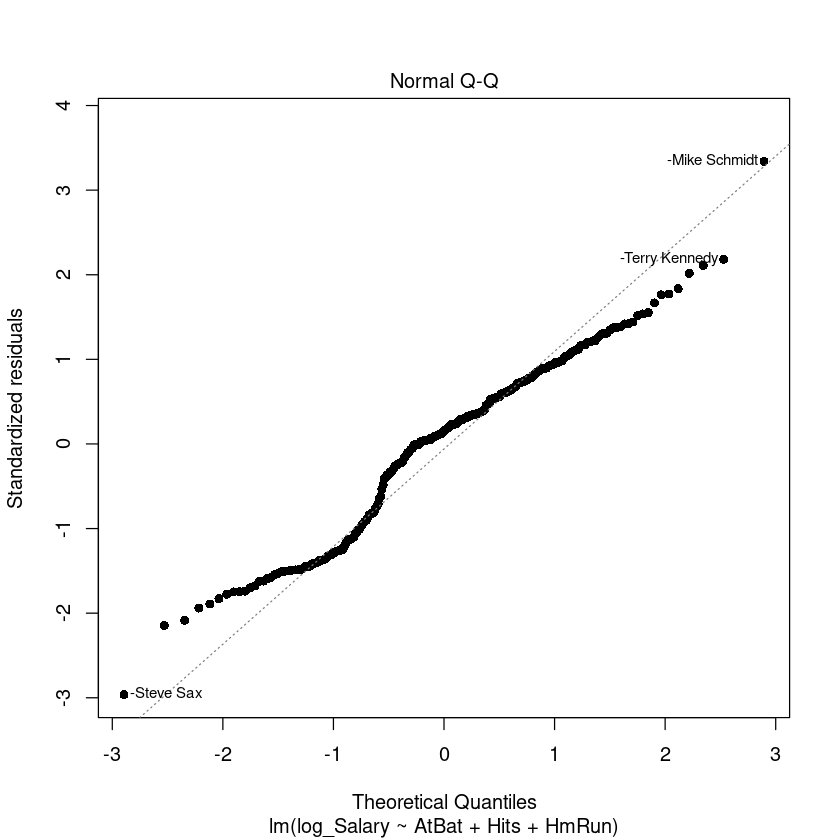 Normal Q-Q
4
3
2
1
0
-1
-2
-3
Standardized residuals
-Mike Schmidt
-Terry Kennedy
-Steve Sax
-3 -2 -1 0 1 2 3
Theoretical Quantiles
lm(log_Salary ~ AtBat + Hits + HmRun)